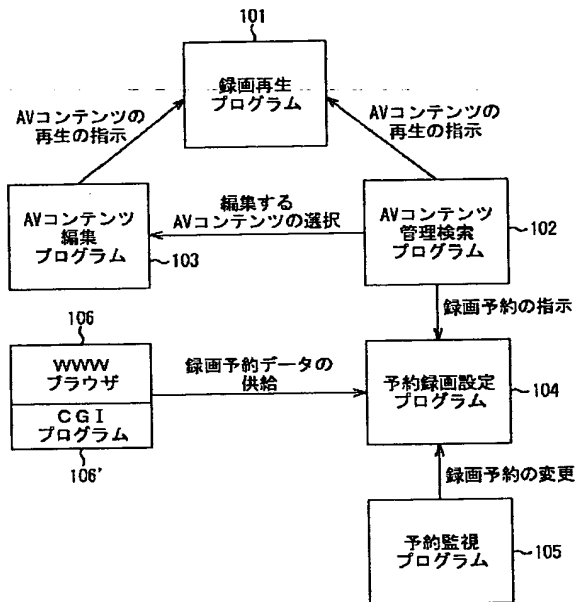 101
録画再生
プログラム
AVコンテンツの
再生の指示
AVコンテンツの
再生の指示
AVコンテンツ
編集
プログラム
103
編集する
AVコンテンツの選択
AVコンテンツ
管理検索
プログラム
102
録画予約の指示
106
WWW
ブラウザ
CGI
プログラム
106'
録画予約データの
供給
予約録画設定
プログラム
104
録画予約の変更
予約監視
プログラム
105